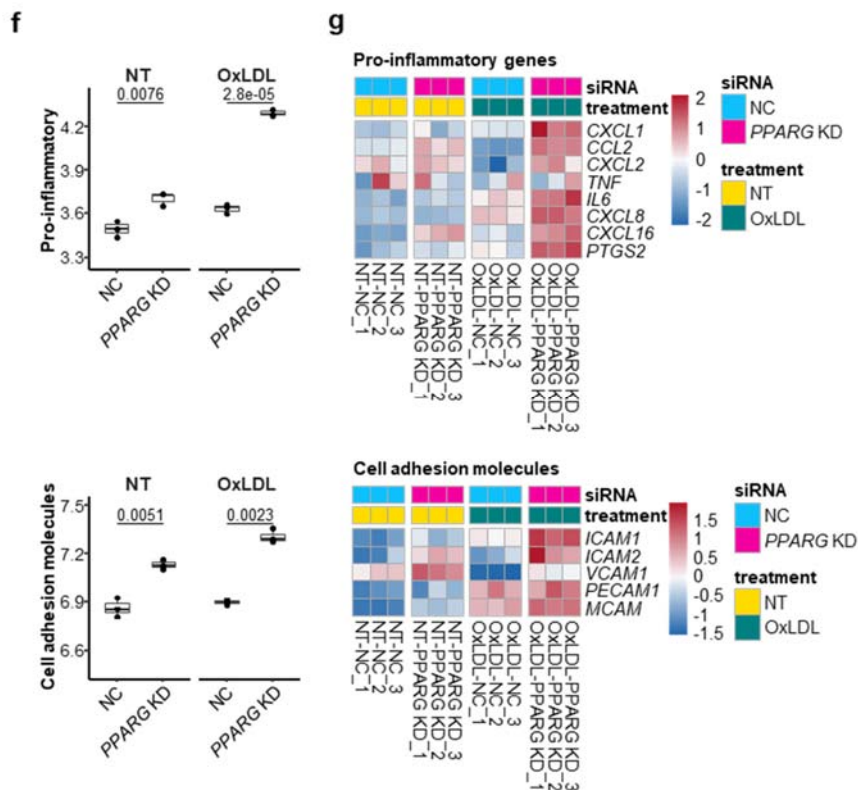 f
NT OxLDL
0.0076 2.8e-05
Pro-inflammatory
4.2
3.9
3.6
3.3
NC PPARG KD NC PPARG KD
g
Pro-inflammatory genes
siRNA
treatment
CXCL1
CCL2
CXCL2
TNF
IL6
CXCL8
CXCL16
PTGS2
NT-NC_1
NT-NC_2
NT-NC_3
NT-PPARG KD_1
NT-PPARG KD_2
NT-PPARG KD_3
OxLDL-NC_1
OxLDL-NC_2
OxLDL-NC_3
OxLDL-PPARG KD_1
OxLDL-PPARG KD_2
OxLDL-PPARG KD_3
2
1
0
-1
-2
siRNA
NC
PPARG KD
treatment
NT
OxLDL
NT OxLDL
0.0051 0.0023
Cell adhesion molecules
7.5
7.2
6.9
6.6
NC PPARG KD NC PPARG KD
Cell adhesion molecules
siRNA
treatment
ICAM1
ICAM2
VCAM1
PECAM1
MCAM
NT-NC_1
NT-NC_2
NT-NC_3
NT-PPARG KD_1
NT-PPARG KD_2
NT-PPARG KD_3
OxLDL-NC_1
OxLDL-NC_2
OxLDL-NC_3
OxLDL-PPARG KD_1
OxLDL-PPARG KD_2
OxLDL-PPARG KD_3
1.5
1
0.5
0
-0.5
-1
-1.5
siRNA
NC
PPARG KD
treatment
NT
OxLDL